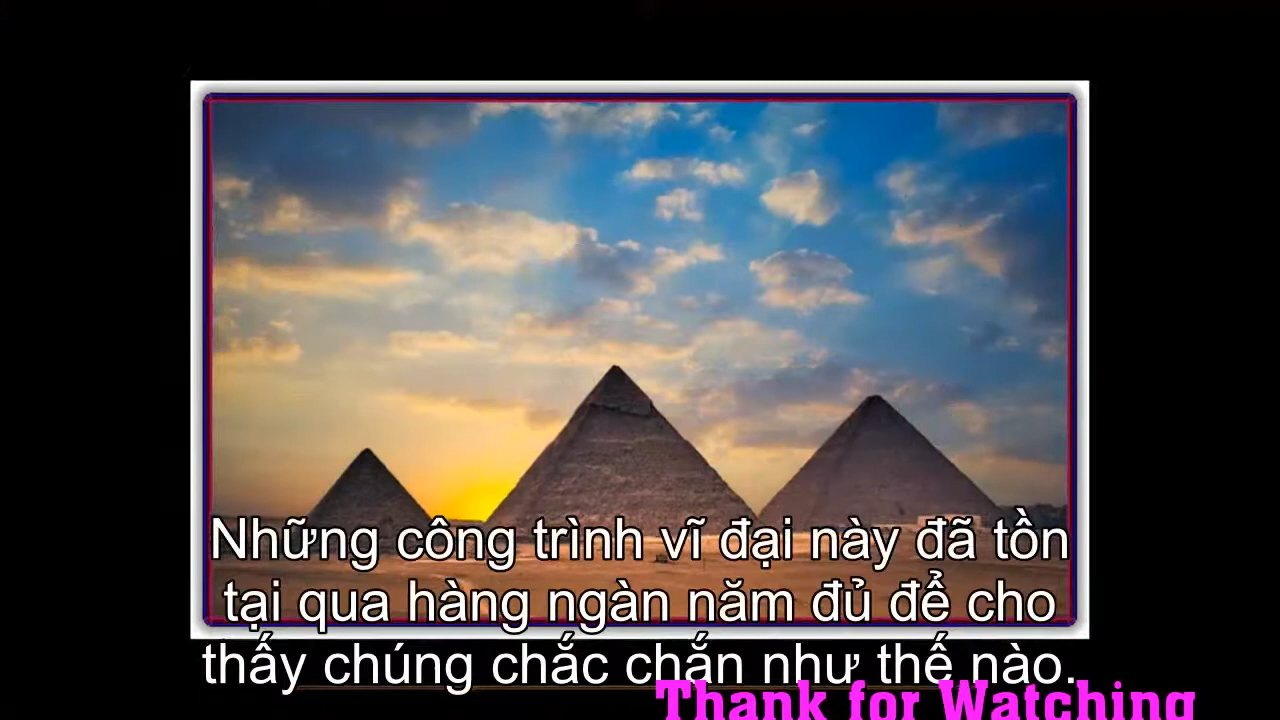 Những công trình vĩ đại này đã tồn
tại qua hàng ngàn năm đủ để cho
thấy chúng chắc chắn như thế nào.
Thank for Watching